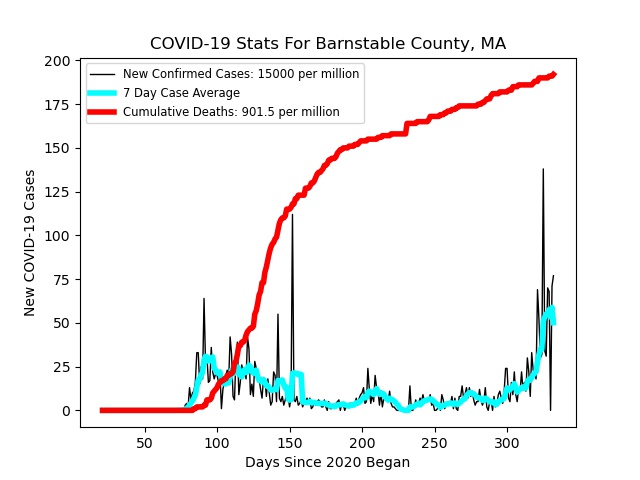 COVID-19 Stats For Barnstable County, MA
New Confirmed Cases: 15000 per million
7 Day Case Average
Cumulative Deaths: 901.5 per million
New COVID-19 Cases
200
175
150
125
100
75
50
25
0
50 100 150 200 250 300
Days Since 2020 Began